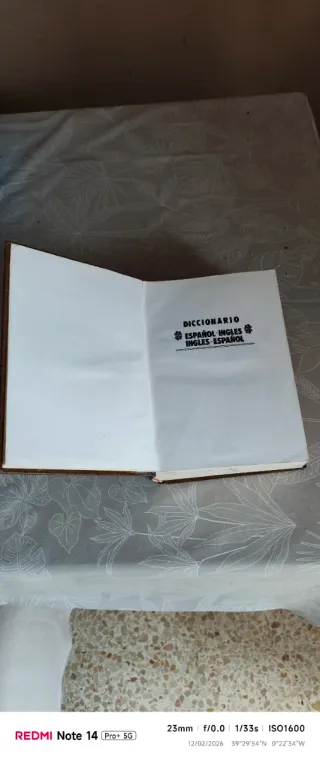 DICCIONARIO
ESPAÑOL-INGLES
INGLES-ESPAÑOL
REDMI Note 14 Pro+ 5G
23mm | f/0.0 | 1/33s | ISO1600
12/02/2026 39°29'54"N 0°22'34"W